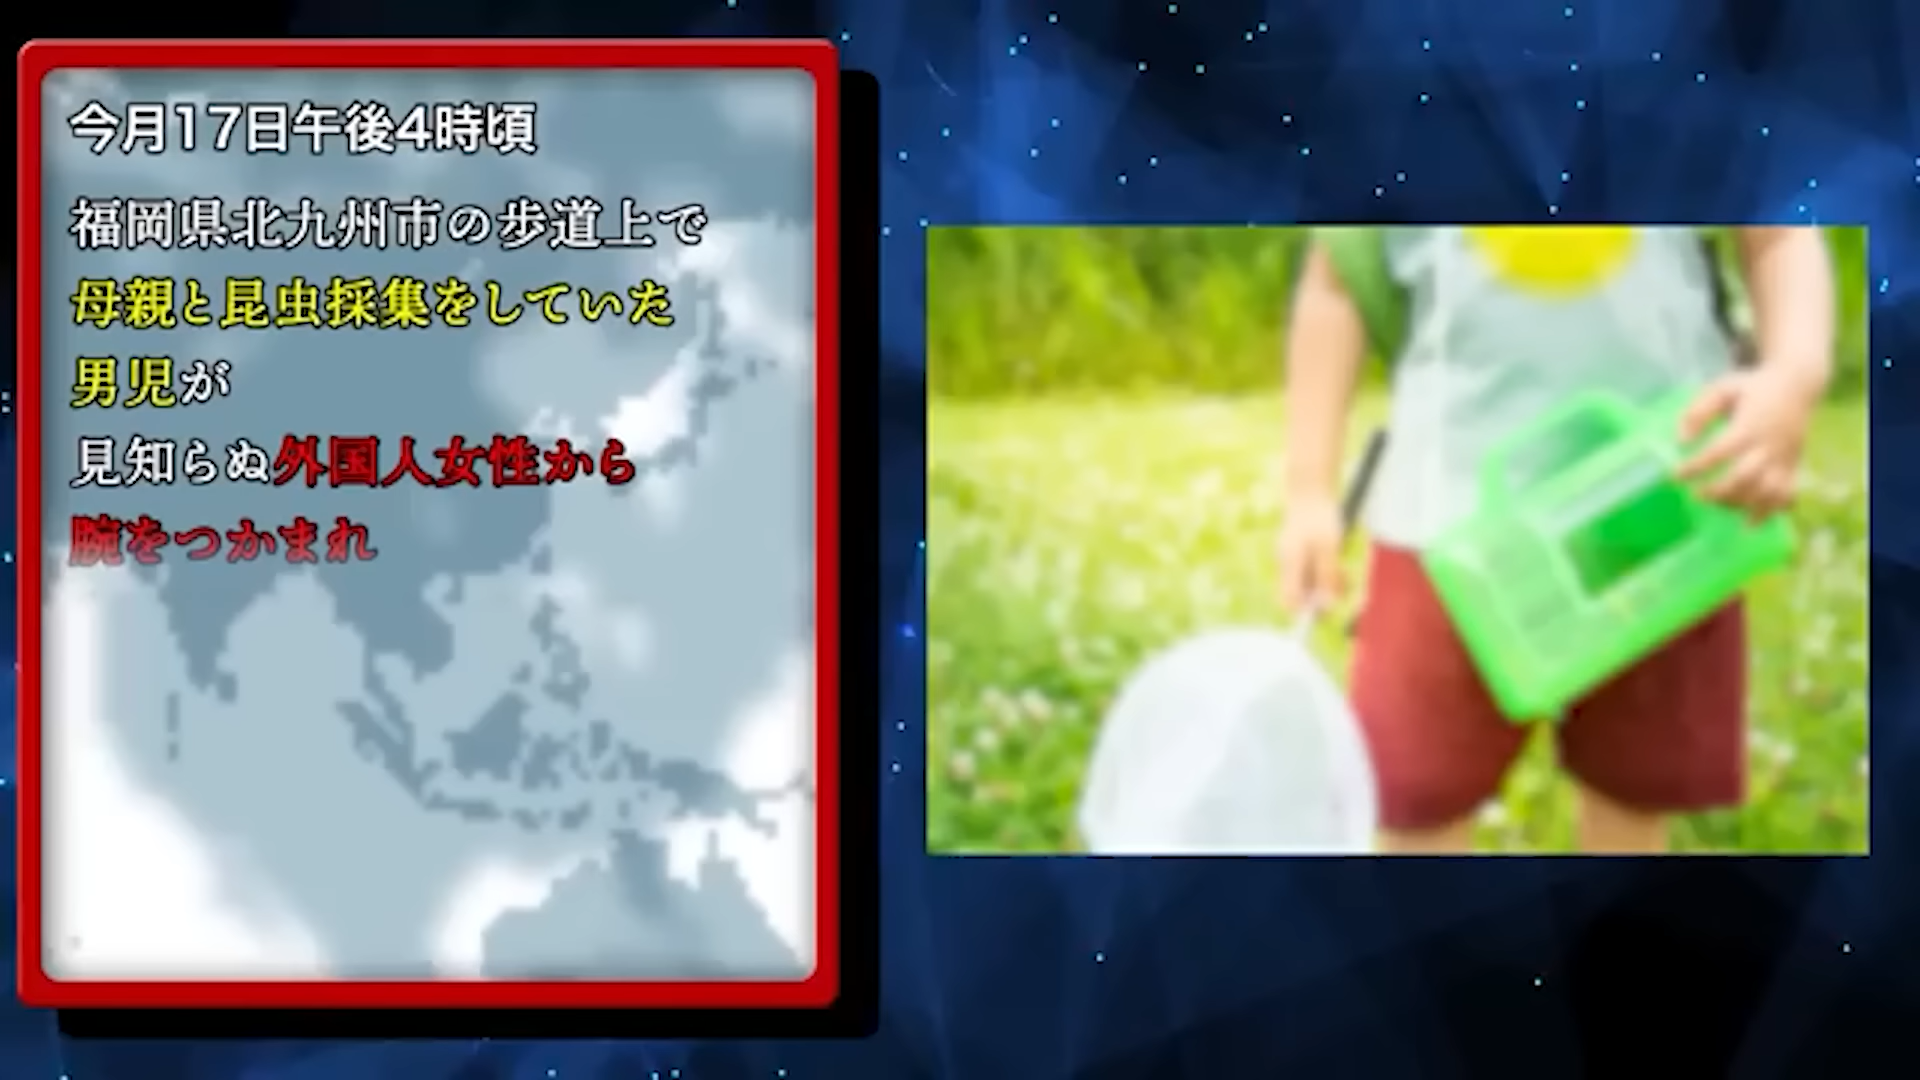 今月17日午後4時頃
福岡県北九州市の歩道上で
母親と昆虫採集をしていた
男児が
見知らぬ外国人女性から
腕をつかまれ